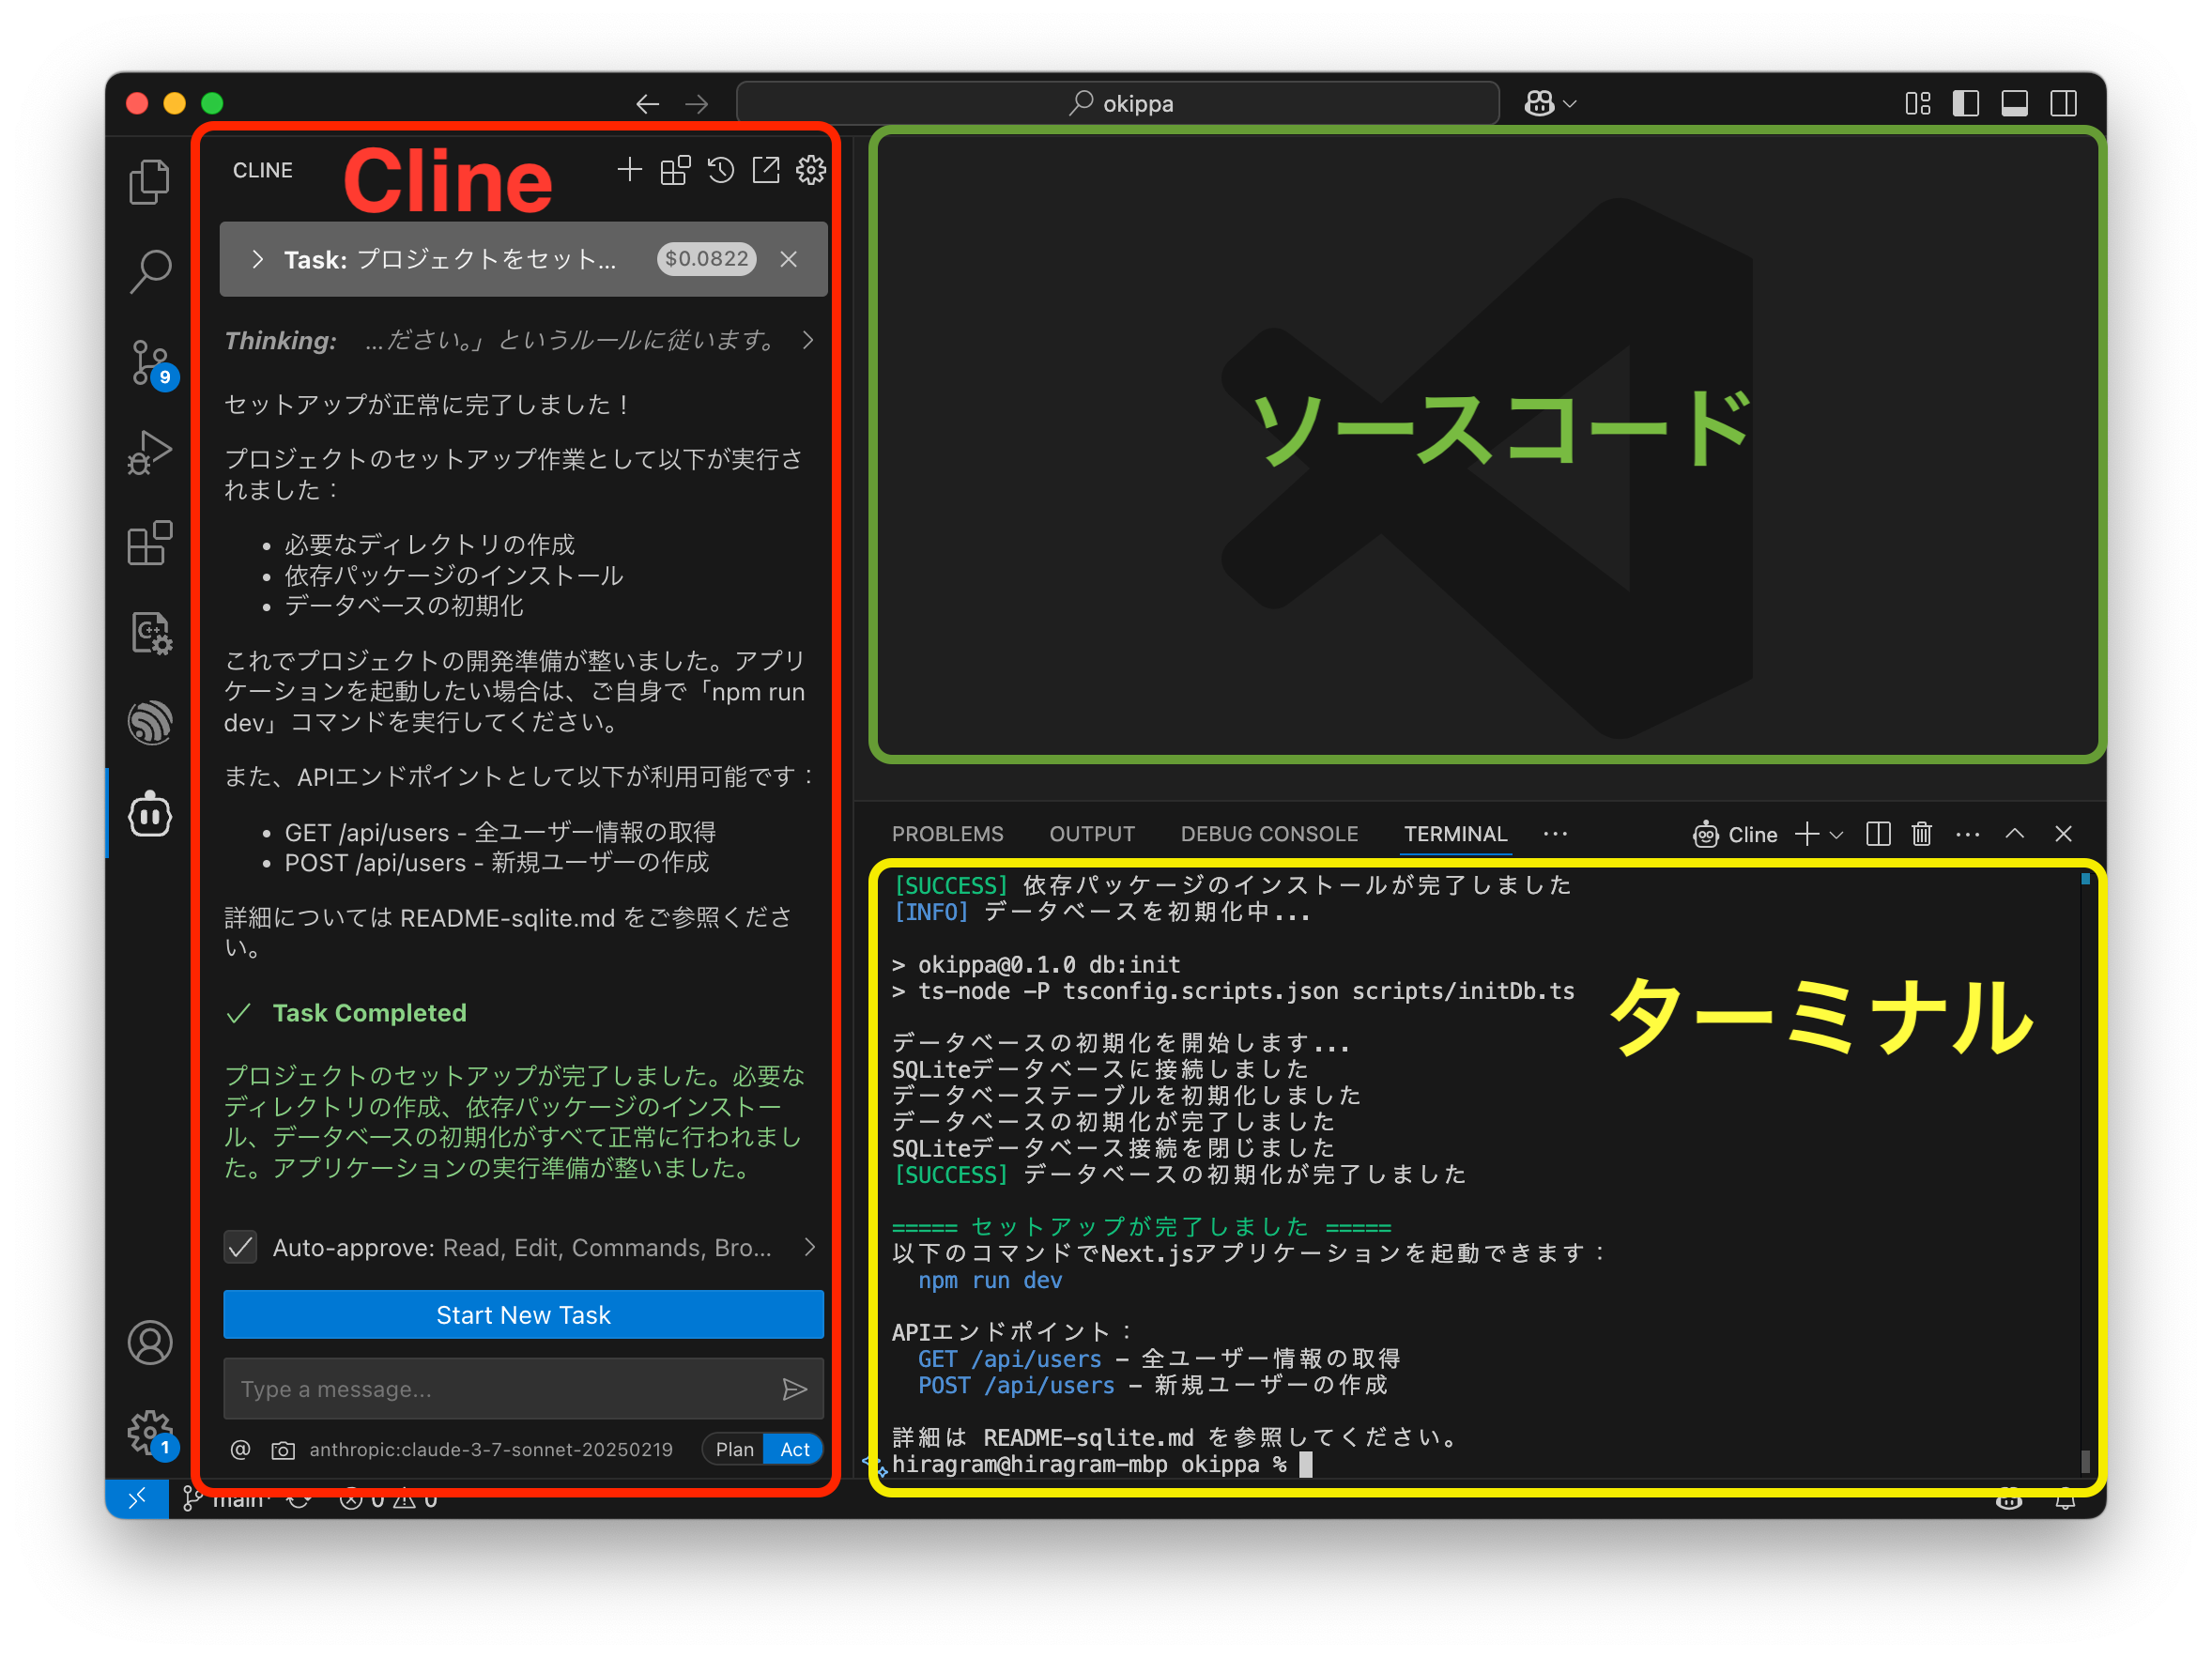 okippa
CLINE
Cline
Task: プロジェクトをセット...
$0.0822
Thinking: ...ださい。」というルールに従います。
セットアップが正常に完了しました！
プロジェクトのセットアップ作業として以下が実行さ
れました：
• 必要なディレクトリの作成
• 依存パッケージのインストール
• データベースの初期化
これでプロジェクトの開発準備が整いました。アプリ
ケーションを起動したい場合は、ご自身で「npm run
dev」コマンドを実行してください。
また、APIエンドポイントとして以下が利用可能です：
• GET /api/users - 全ユーザー情報の取得
• POST /api/users - 新規ユーザーの作成
詳細については README-sqlite.md をご参照くださ
い。
Task Completed
プロジェクトのセットアップが完了しました。必要な
ディレクトリの作成、依存パッケージのインストー
ル、データベースの初期化がすべて正常に行われまし
た。アプリケーションの実行準備が整いました。
Auto-approve: Read, Edit, Commands, Bro...
Start New Task
Type a message...
@ anthropic:claude-3-7-sonnet-20250219 Plan Act
9
C++
1
main* 0 0
ソースコード
PROBLEMS OUTPUT DEBUG CONSOLE TERMINAL ... Cline
[SUCCESS] 依存パッケージのインストールが完了しました
[INFO] データベースを初期化中...
> okippa@0.1.0 db:init
> ts-node -P tsconfig.scripts.json scripts/initDb.ts
ターミナル
データベースの初期化を開始します...
SQLiteデータベースに接続しました
データベーステーブルを初期化しました
データベースの初期化が完了しました
SQLiteデータベース接続を閉じました
[SUCCESS] データベースの初期化が完了しました
===== セットアップが完了しました =====
以下のコマンドでNext.jsアプリケーションを起動できます：
npm run dev
APIエンドポイント：
GET /api/users - 全ユーザー情報の取得
POST /api/users - 新規ユーザーの作成
詳細は README-sqlite.md を参照してください。
hiragram@hiragram-mbp okippa %